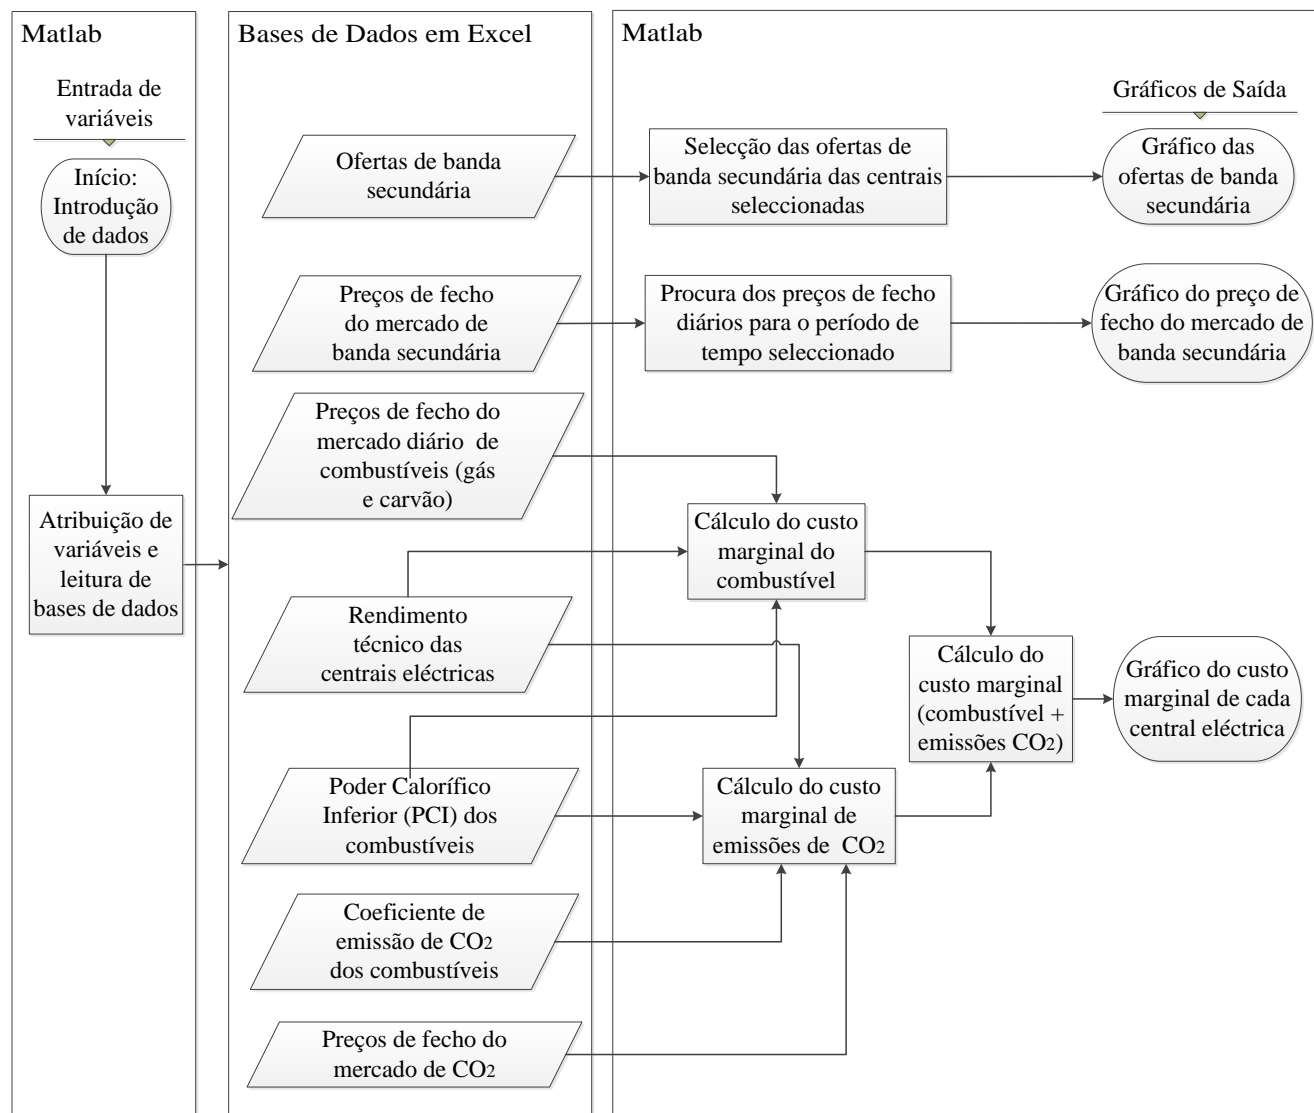 Matlab
Entrada de
variáveis
Início:
Introdução
de dados
Atribuição de
variáveis e
leitura de
bases de dados
Bases de Dados em Excel
Ofertas de banda
secundária
Preços de fecho
do mercado de
banda secundária
Preços de fecho do
mercado diário de
combustíveis (gás
e carvão)
Rendimento
técnico das
centrais eléctricas
Poder Calorífico
Inferior (PCI) dos
combustíveis
Coeficiente de
emissão de CO2
dos combustíveis
Preços de fecho do
mercado de CO2
Matlab
Selecção das ofertas de
banda secundária das centrais
seleccionadas
Procura dos preços de fecho
diários para o período de
tempo seleccionado
Cálculo do custo
marginal do
combustível
Cálculo do custo
marginal de
emissões de CO2
Cálculo do
custo marginal
(combustível +
emissões CO2)
Gráficos de Saída
Gráfico das
ofertas de banda
secundária
Gráfico do preço de
fecho do mercado de
banda secundária
Gráfico do custo
marginal de cada
central eléctrica